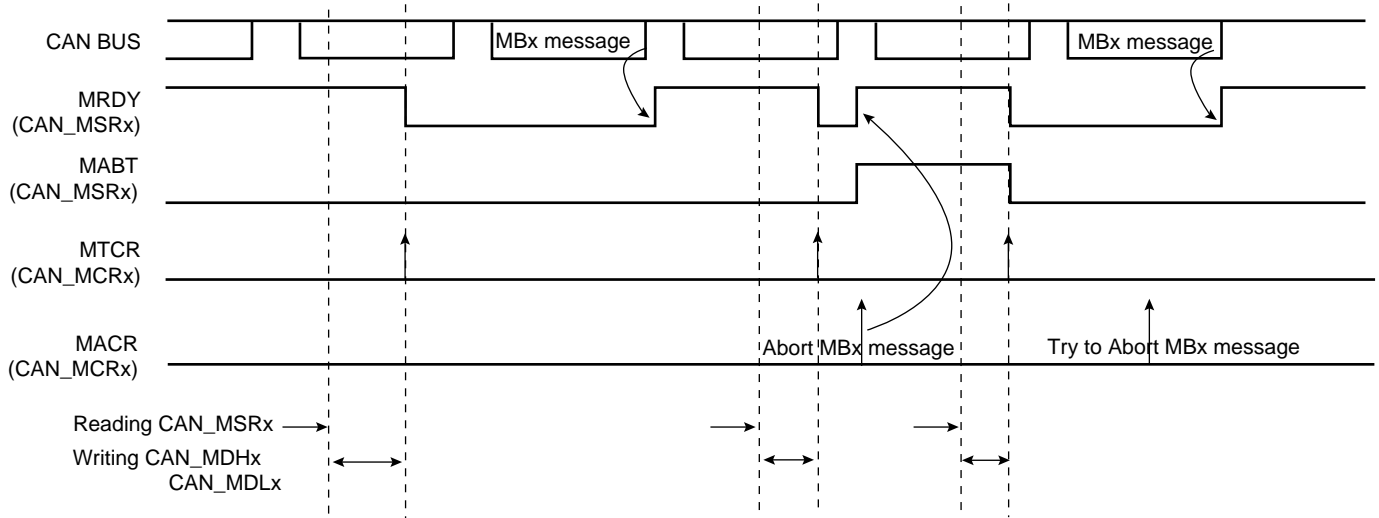 CAN BUS
MBx message
MBx message
MRDY
(CAN_MSRx)
MABT
(CAN_MSRx)
MTCR
(CAN_MCRx)
MACR
(CAN_MCRx)
Abort MBx message
Try to Abort MBx message
Reading CAN_MSRx
Writing CAN_MDHx
CAN_MDLx